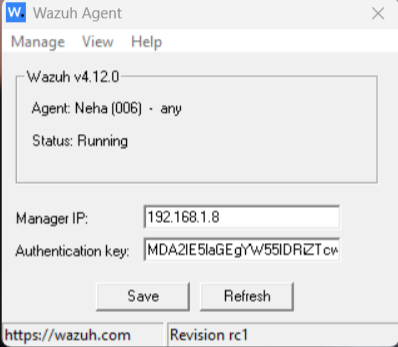 W. Wazuh Agent
Manage View Help
Wazuh v4.12.0
Agent: Neha (006) - any
Status: Running
Manager IP: 192.168.1.8
Authentication key: MDA2IE5laGEgYW55IDRiZTcw
Save Refresh
https://wazuh.com Revision rc1